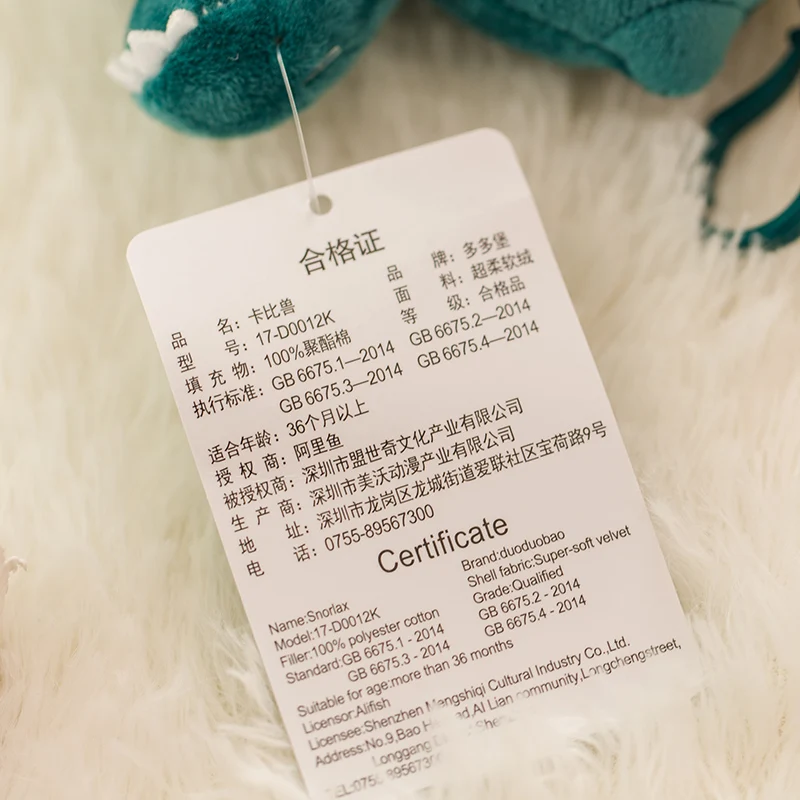 合格证
品 名：卡比兽 品 牌：多多堡
型 号：17-D0012K 面 料：超柔软绒
填 充 物：100%聚酯棉 等 级：合格品
执行标准：GB 6675.1—2014 GB 6675.2—2014
GB 6675.3—2014 GB 6675.4—2014
适合年龄：36个月以上
授 权 商：阿里鱼
被授权商：深圳市盟世奇文化产业有限公司
生 产 商：深圳市美沃动漫产业有限公司
地 址：深圳市龙岗区龙城街道爱联社区宝荷路9号
电 话：0755-89567300
Certificate
Name:Snorlax Brand:duoduobao
Model:17-D0012K Shell fabric:Super-soft velvet
Filler:100% polyester cotton Grade:Qualified
Standard:GB 6675.1 - 2014 GB 6675.2 - 2014
GB 6675.3 - 2014 GB 6675.4 - 2014
Suitable for age:more than 36 months
Licensor:Alifish
Licensee:Shenzhen Mengshiqi Cultural Industry Co.,Ltd.
Address:No.9,Bao AI Lian community,Longchengstreet,
Longgang